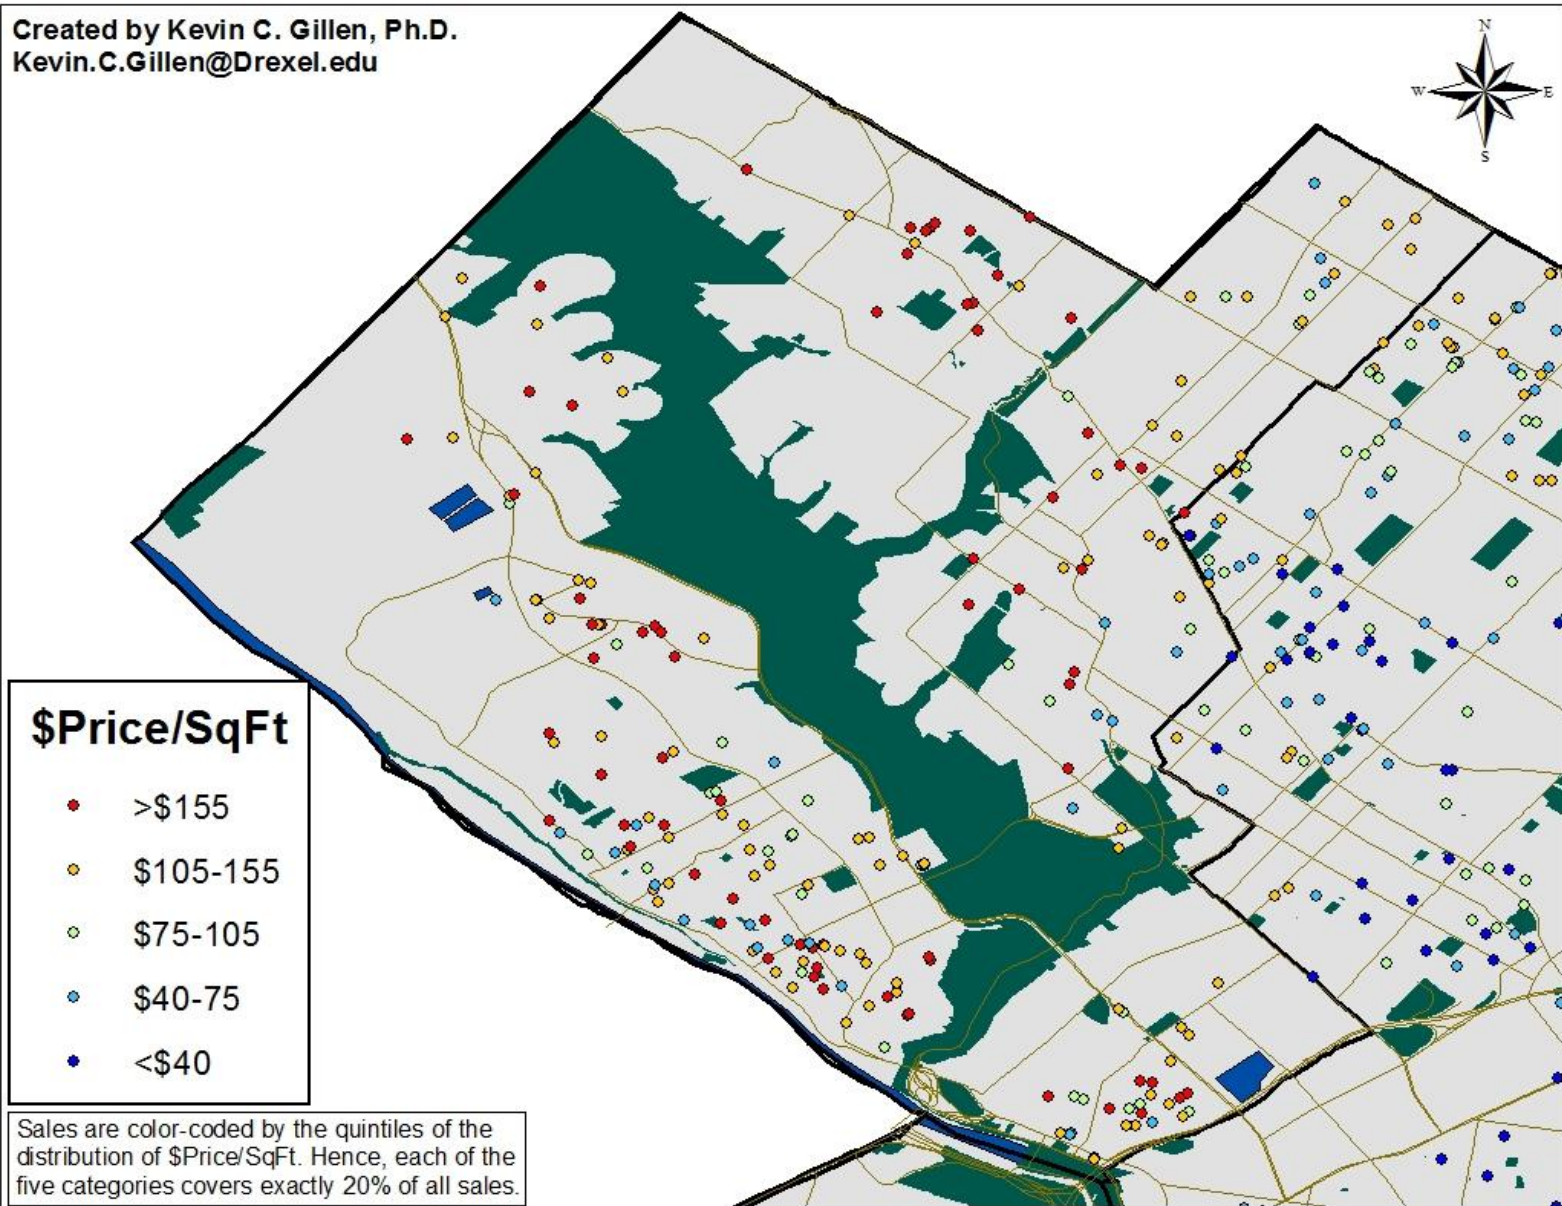 Created by Kevin C. Gillen, Ph.D.
Kevin.C.Gillen@Drexel.edu
N
W
E
S
$Price/SqFt
>$155
$105-155
$75-105
$40-75
<$40
Sales are color-coded by the quintiles of the
distribution of $Price/SqFt. Hence, each of the
five categories covers exactly 20% of all sales.